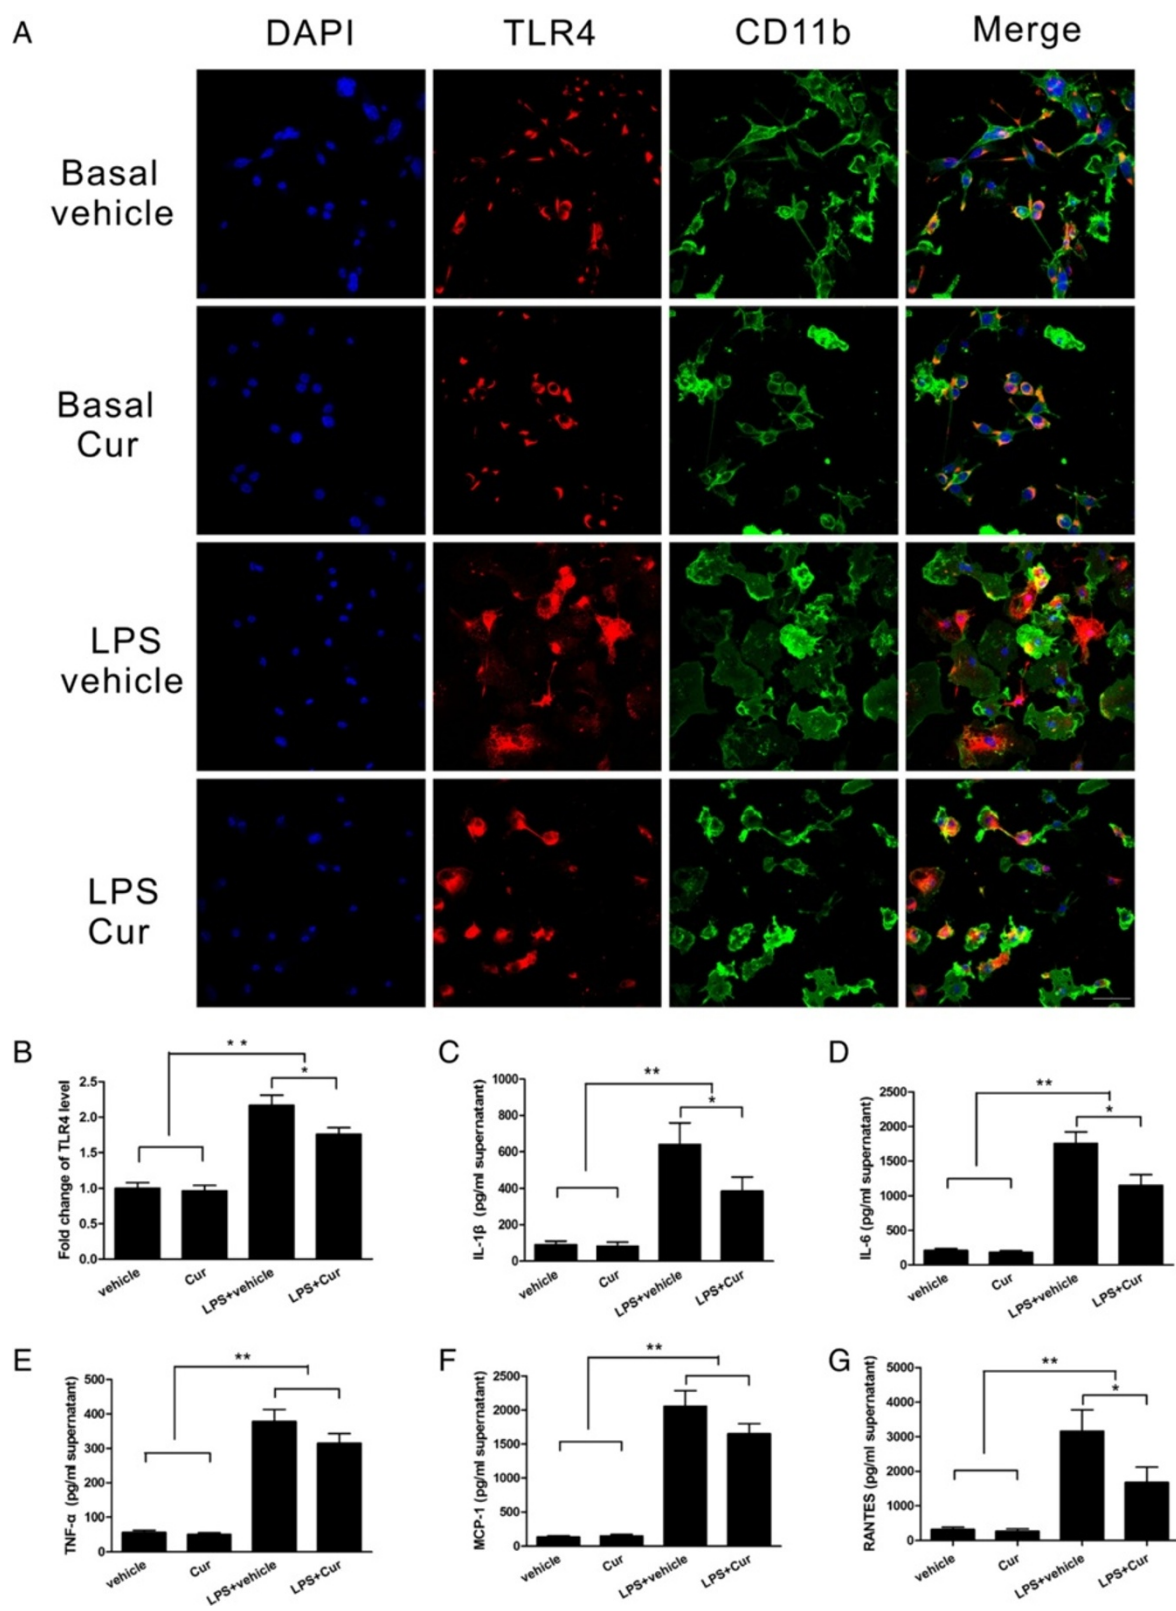 A
DAPI TLR4 CD11b Merge
Basal
vehicle
Basal
Cur
LPS
vehicle
LPS
Cur
B
* *
*
Fold change of TLR4 level
2.5
2.0
1.5
1.0
0.5
0.0
vehicle Cur LPS+vehicle LPS+Cur
C
**
*
IL-1β (pg/ml supernatant)
1000
800
600
400
200
0
vehicle Cur LPS+vehicle LPS+Cur
D
**
*
IL-6 (pg/ml supernatant)
2500
2000
1500
1000
500
0
vehicle Cur LPS+vehicle LPS+Cur
E
**
TNF-α (pg/ml supernatant)
500
400
300
200
100
0
vehicle Cur LPS+vehicle LPS+Cur
F
**
MCP-1 (pg/ml supernatant)
2500
2000
1500
1000
500
0
vehicle Cur LPS+vehicle LPS+Cur
G
**
*
RANTES (pg/ml supernatant)
5000
4000
3000
2000
1000
0
vehicle Cur LPS+vehicle LPS+Cur